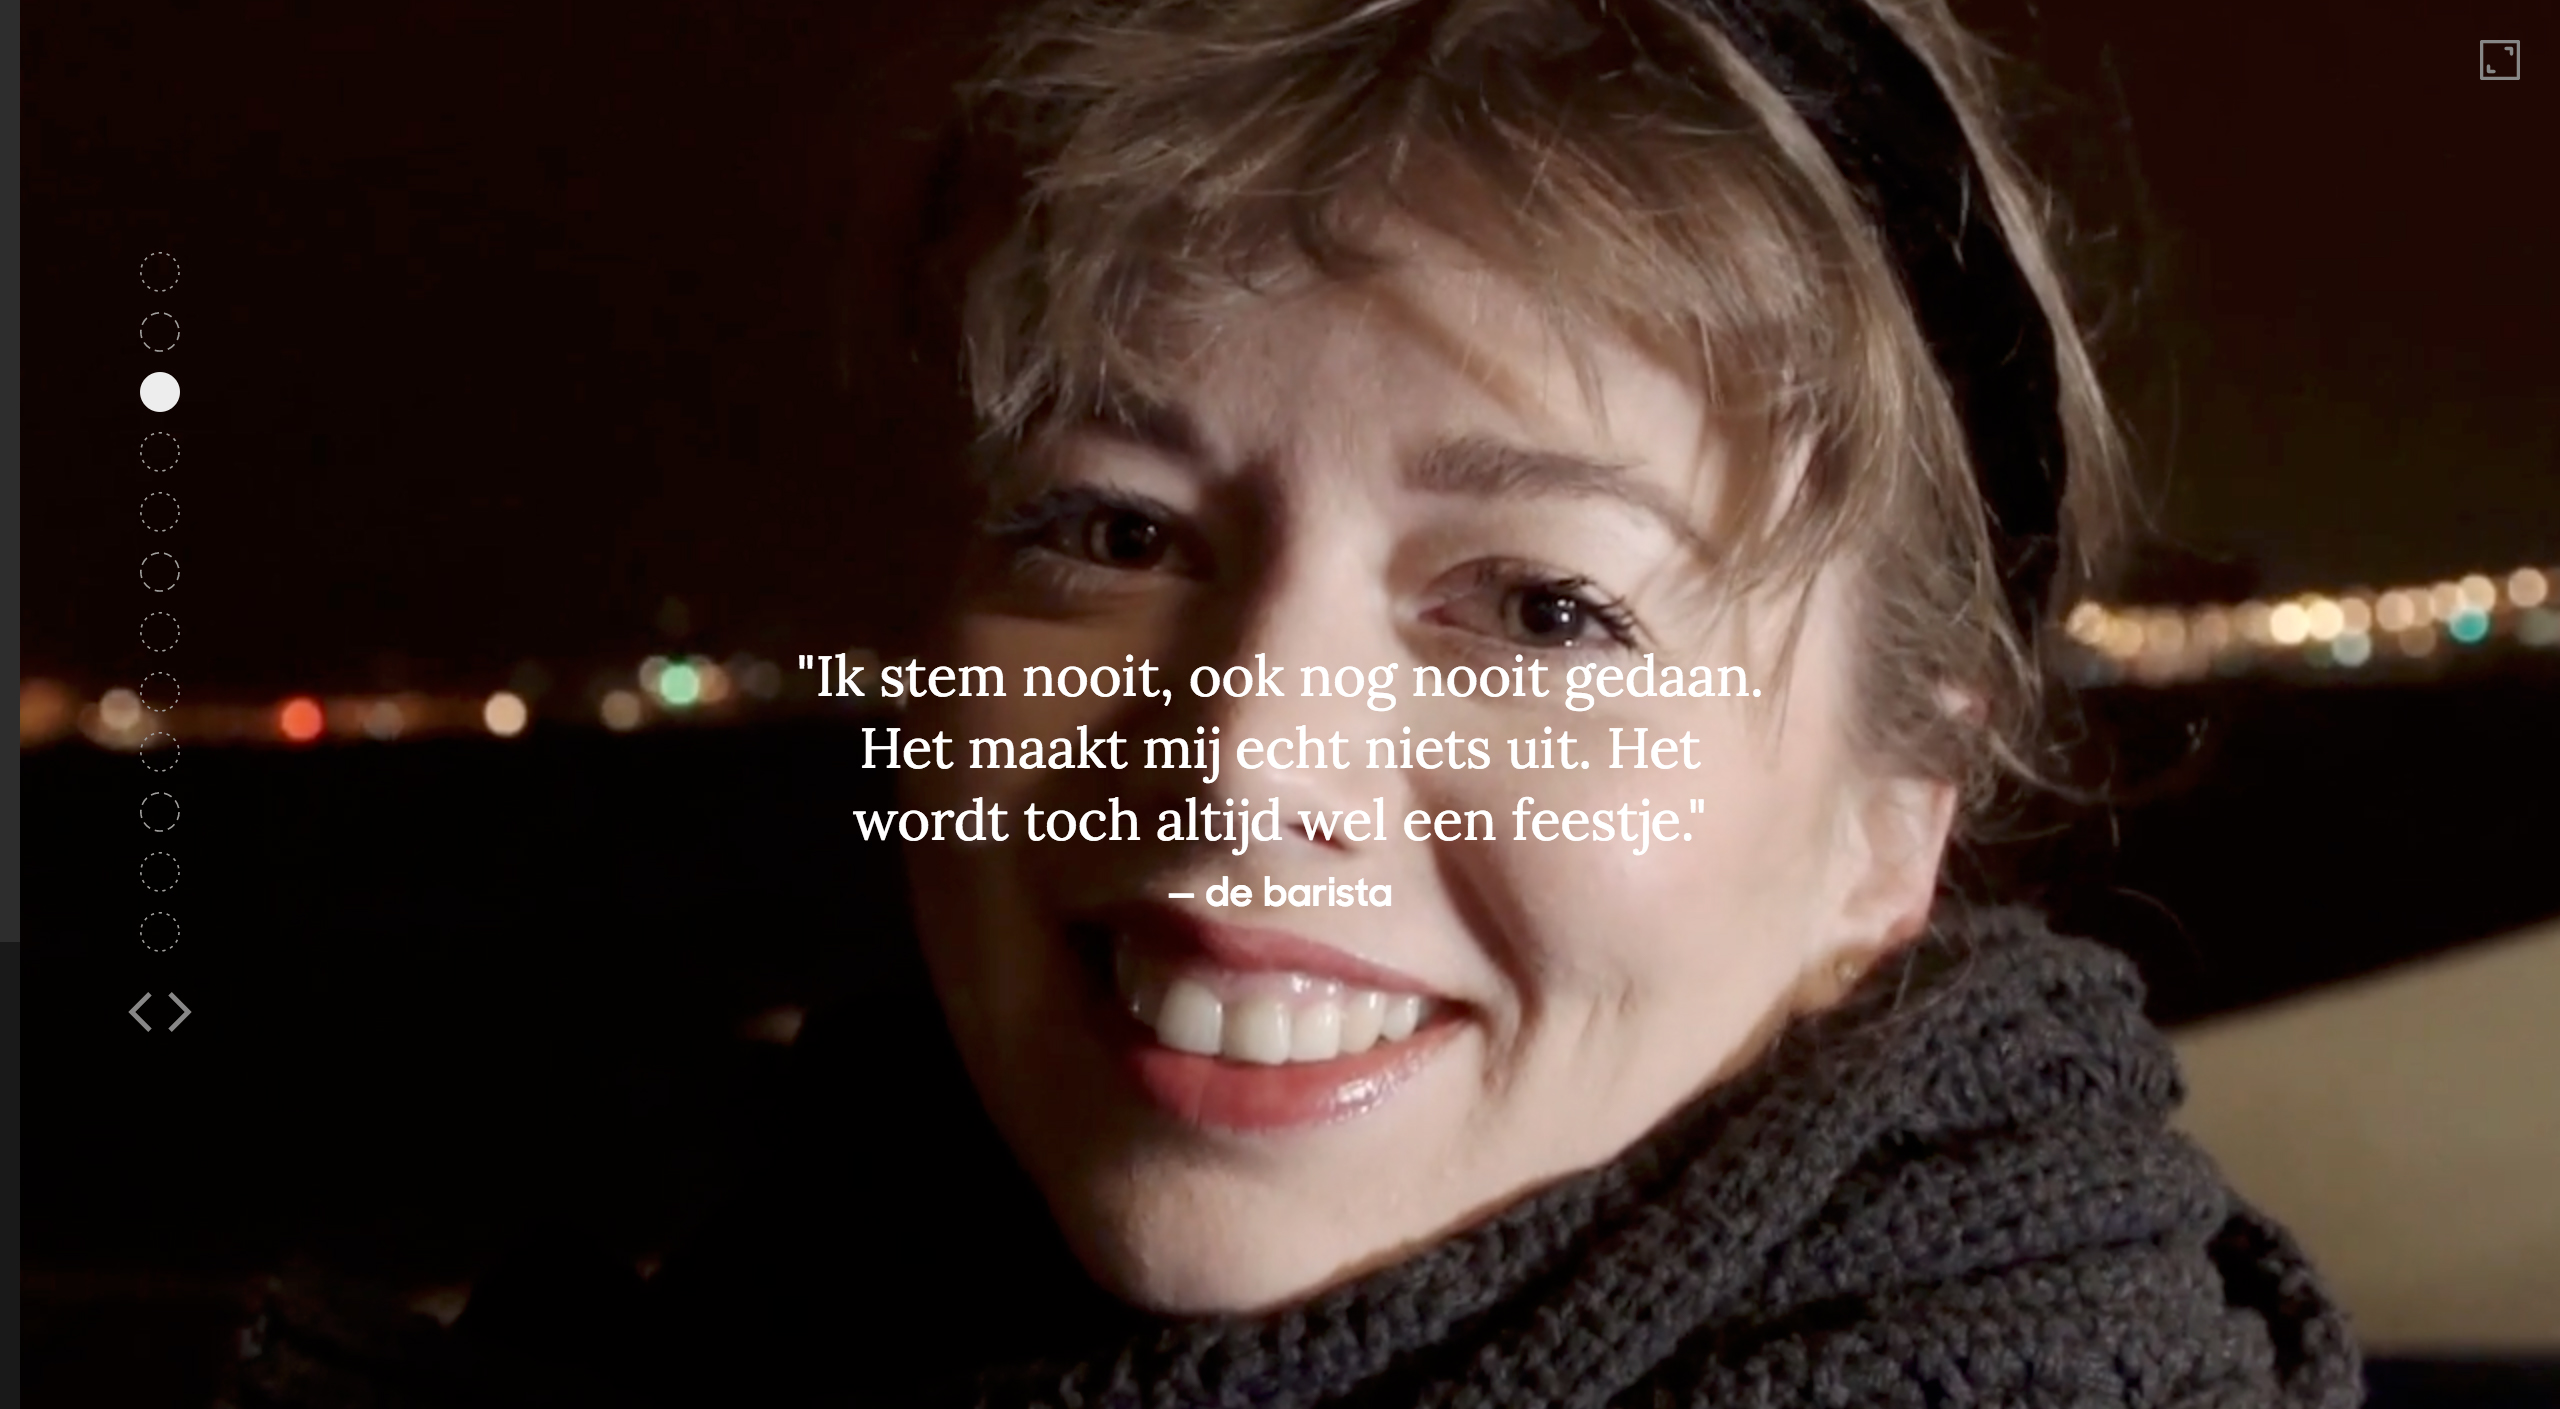 "Ik stem nooit, ook nog nooit gedaan.
Het maakt mij echt niets uit. Het
wordt toch altijd wel een feestje."
– de barista